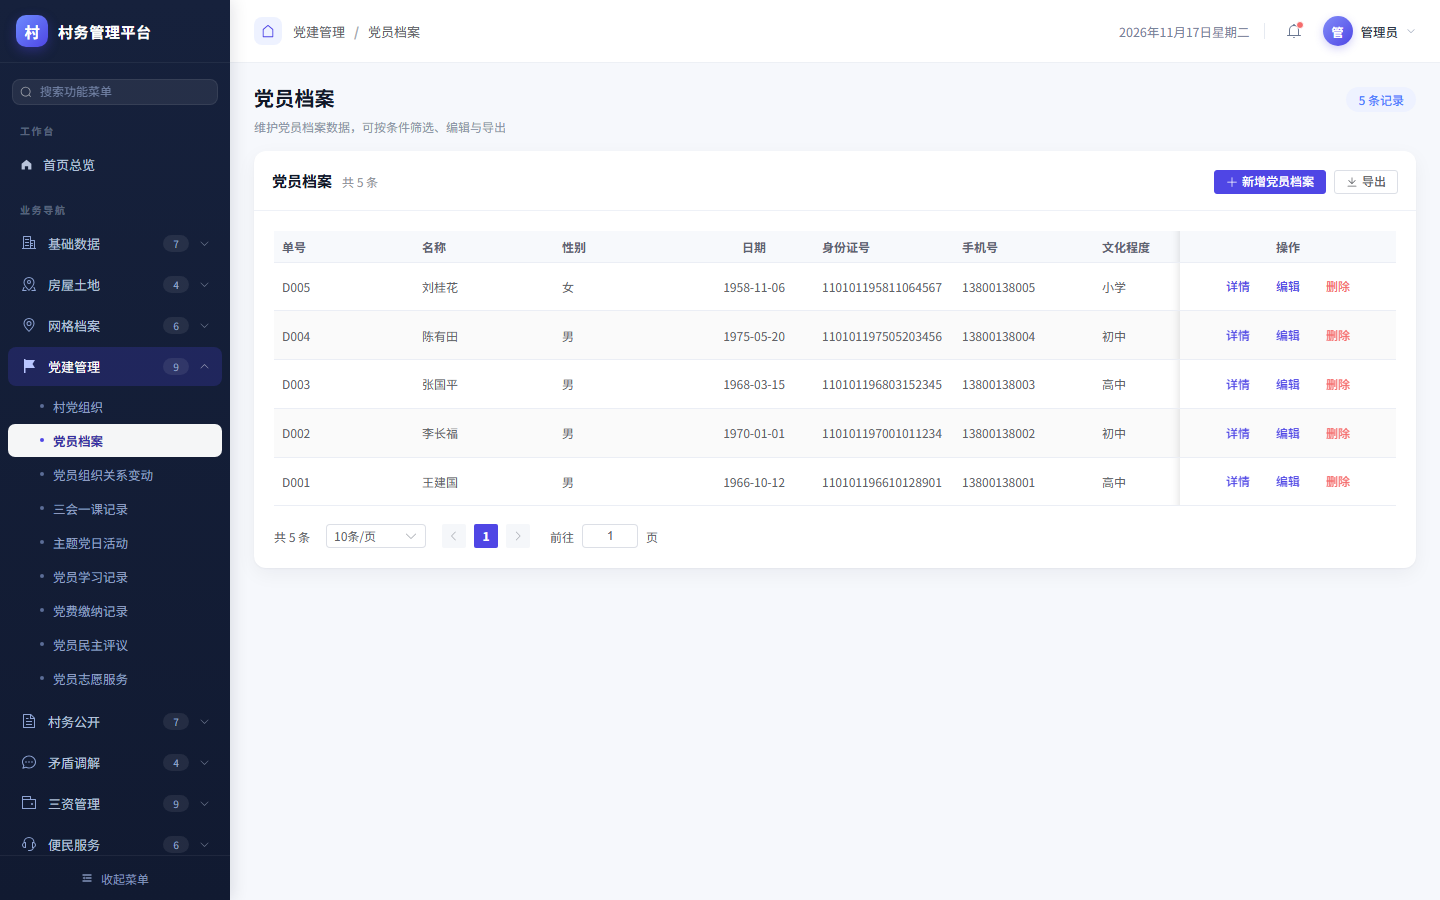 村 村务管理平台
搜索功能菜单
工作台
首页总览
业务导航
基础数据 7
房屋土地 4
网格档案 6
党建管理 9
村党组织
党员档案
党员组织关系变动
三会一课记录
主题党日活动
党员学习记录
党费缴纳记录
党员民主评议
党员志愿服务
村务公开 7
矛盾调解 4
三资管理 9
便民服务 6
收起菜单
党建管理 / 党员档案
2026年11月17日星期二
管 管理员
党员档案
维护党员档案数据，可按条件筛选、编辑与导出
5 条记录
党员档案 共 5 条
新增党员档案 导出
单号 名称 性别 日期 身份证号 手机号 文化程度 操作
D005 刘桂花 女 1958-11-06 110101195811064567 13800138005 小学 详情 编辑 删除
D004 陈有田 男 1975-05-20 110101197505203456 13800138004 初中 详情 编辑 删除
D003 张国平 男 1968-03-15 110101196803152345 13800138003 高中 详情 编辑 删除
D002 李长福 男 1970-01-01 110101197001011234 13800138002 初中 详情 编辑 删除
D001 王建国 男 1966-10-12 110101196610128901 13800138001 高中 详情 编辑 删除
共 5 条 10条/页 1 前往 1 页